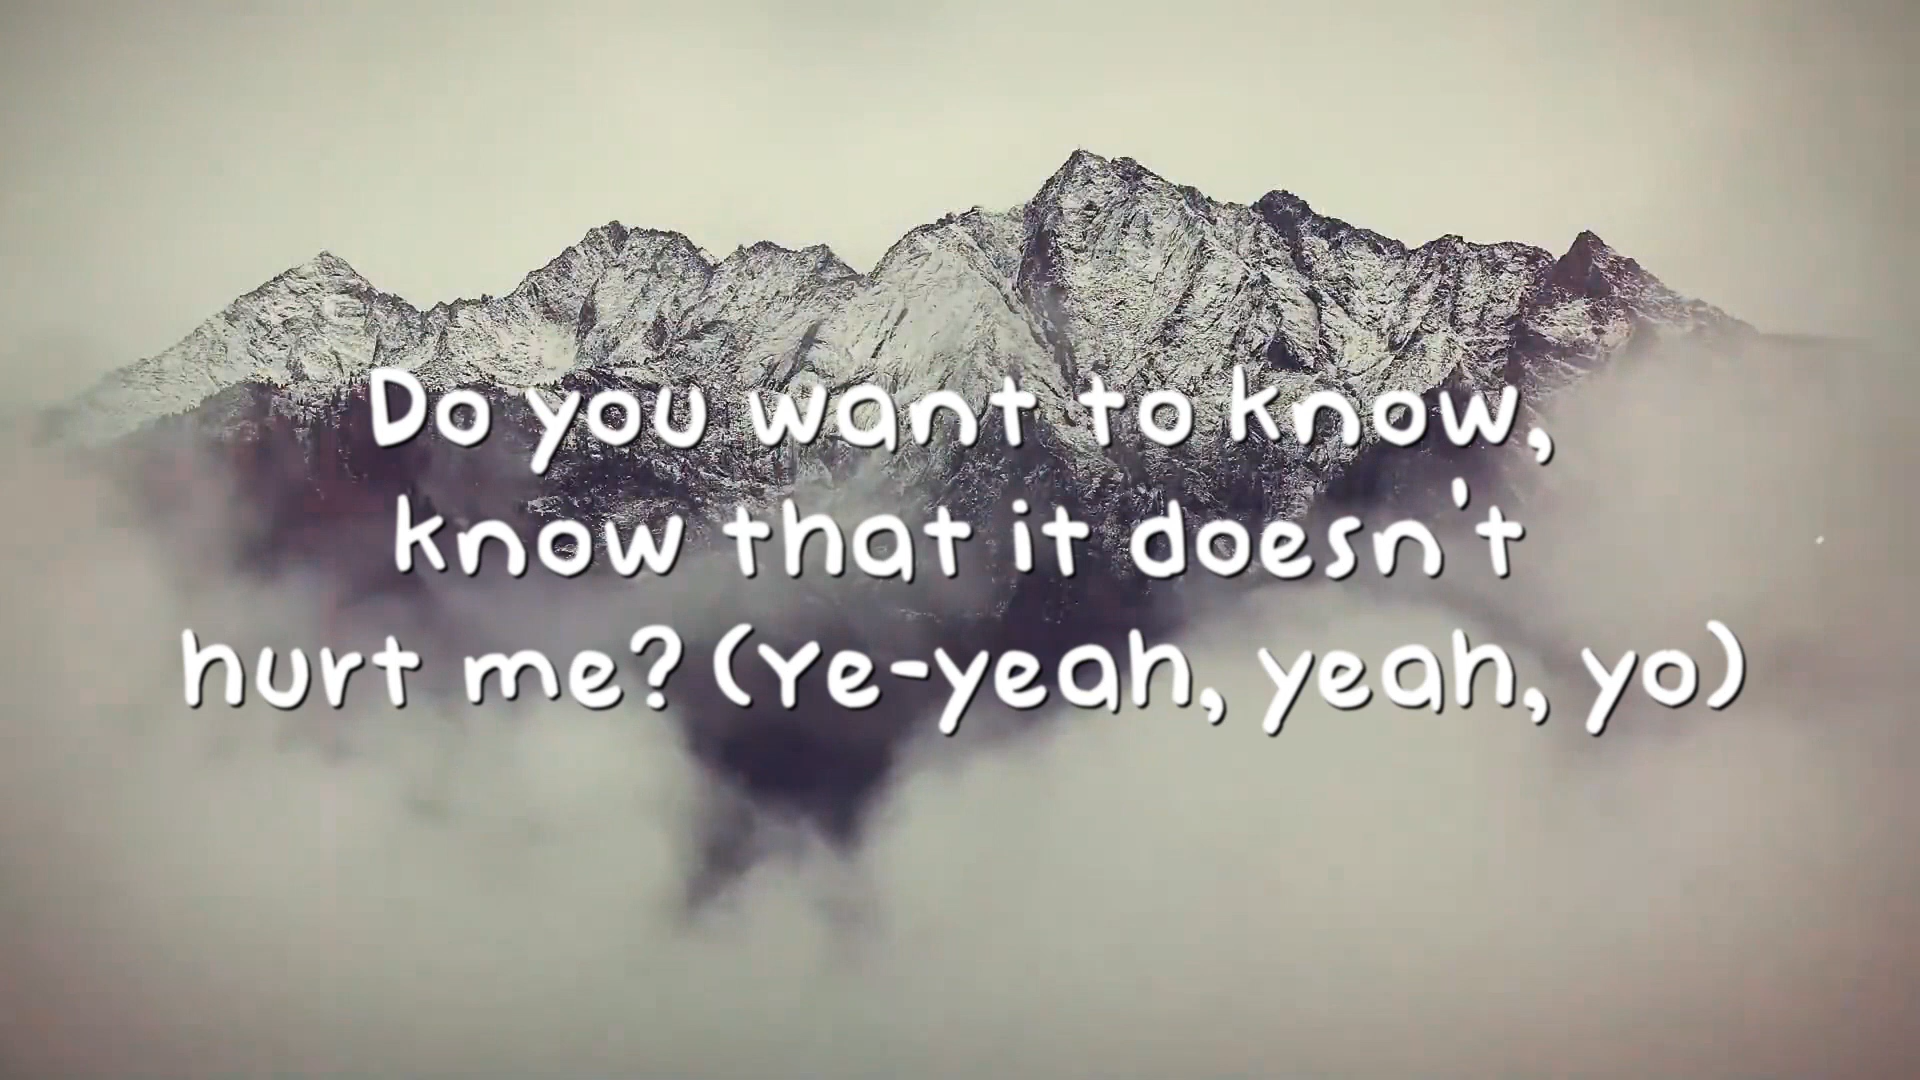 Do you want to know,
know that it doesn't
hurt me? (Ye-yeah, yeah, yo)